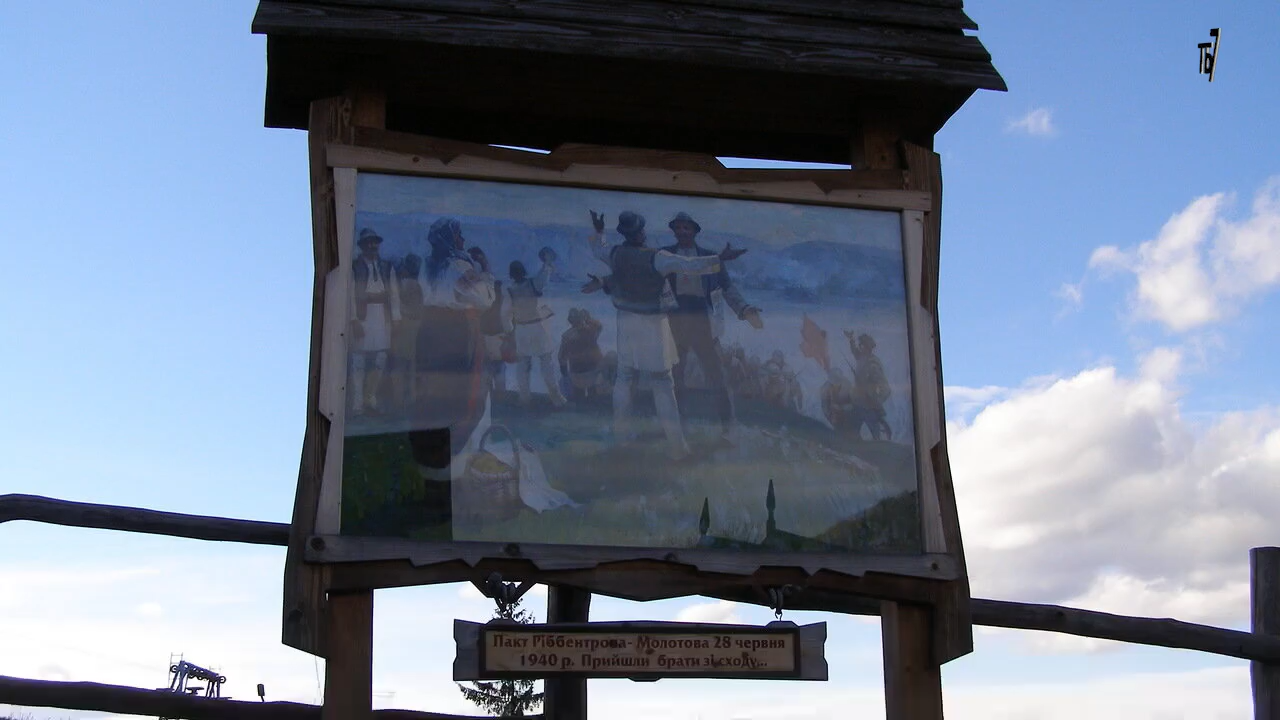 Пакт Ріббентропа- Молотова 28 червня
1940 р. Прийшли брати зі сходу...